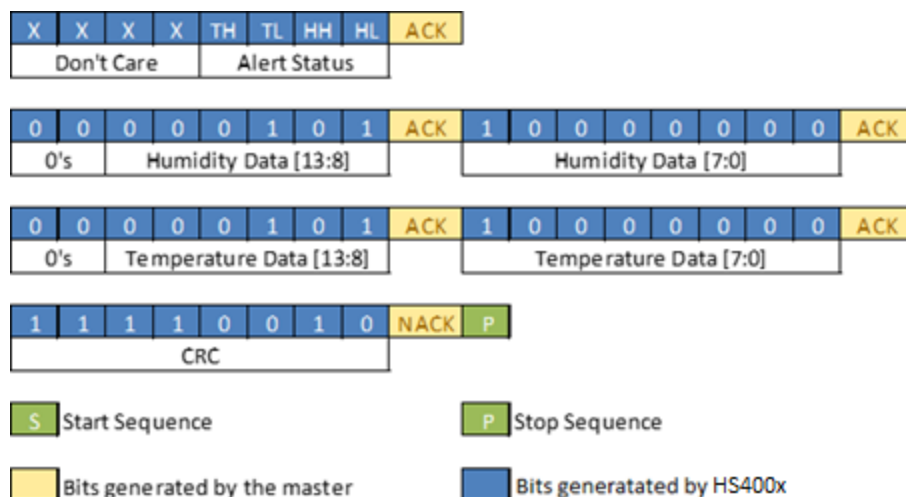 X X X X TH TL HH HL ACK
Don't Care Alert Status
0 0 0 0 0 1 0 1 ACK 1 0 0 0 0 0 0 0 ACK
0's Humidity Data [13:8] Humidity Data [7:0]
0 0 0 0 0 1 0 1 ACK 1 0 0 0 0 0 0 0 ACK
0's Temperature Data [13:8] Temperature Data [7:0]
1 1 1 1 0 0 1 0 NACK P
CRC
S Start Sequence P Stop Sequence
Bits generated by the master Bits generatated by HS400x